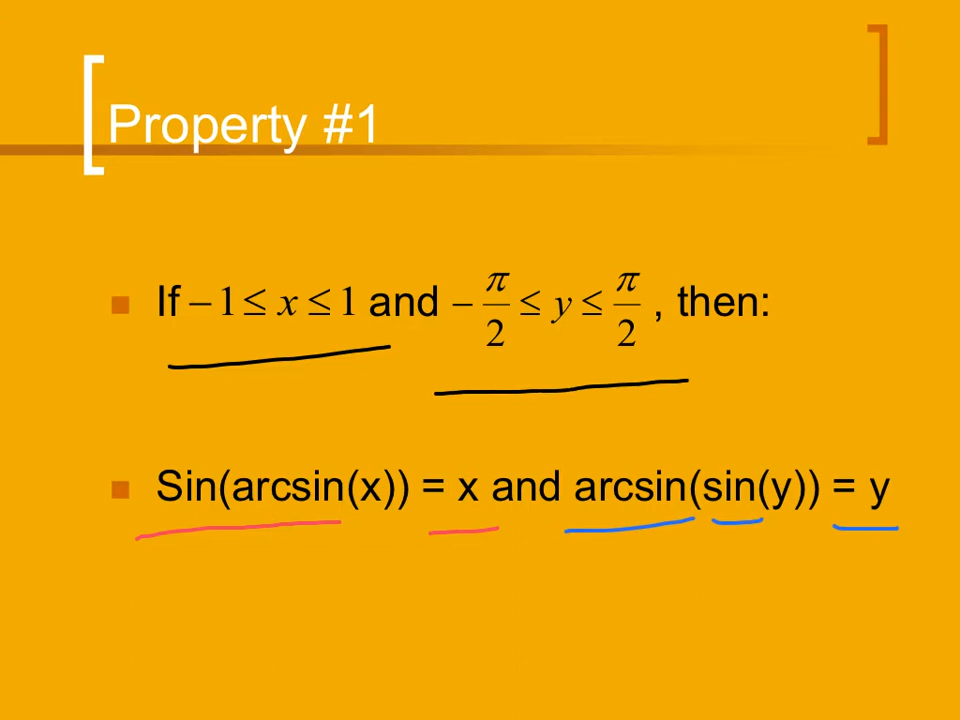 Property #1
If −1 ≤ x ≤ 1 and −π/2 ≤ y ≤ π/2 , then:
Sin(arcsin(x)) = x and arcsin(sin(y)) = y